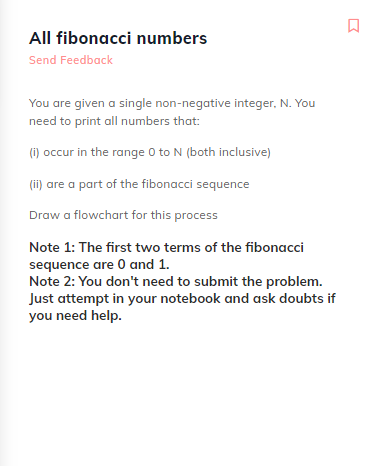 All fibonacci numbers
Send Feedback
You are given a single non-negative integer, N. You
need to print all numbers that:
(i) occur in the range 0 to N (both inclusive)
(ii) are a part of the fibonacci sequence
Draw a flowchart for this process
Note 1: The first two terms of the fibonacci
sequence are 0 and 1.
Note 2: You don't need to submit the problem.
Just attempt in your notebook and ask doubts if
you need help.